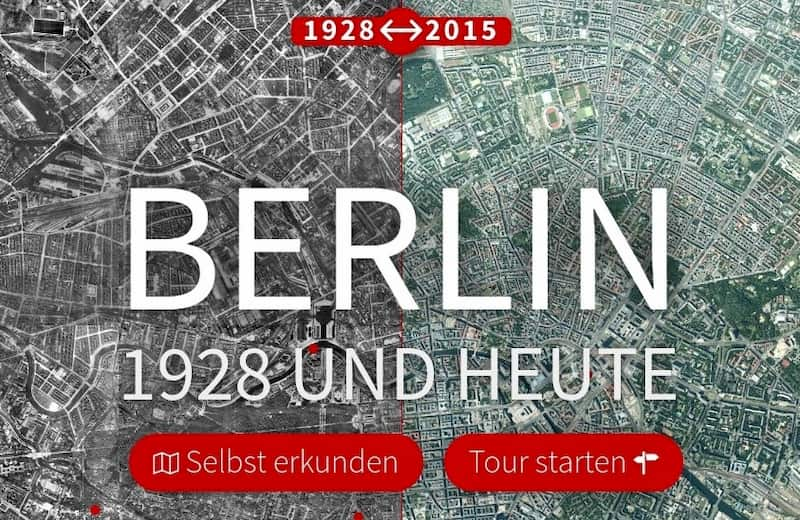 1928↔2015
BERLIN
1928 UND HEUTE
Selbst erkunden
Tour starten